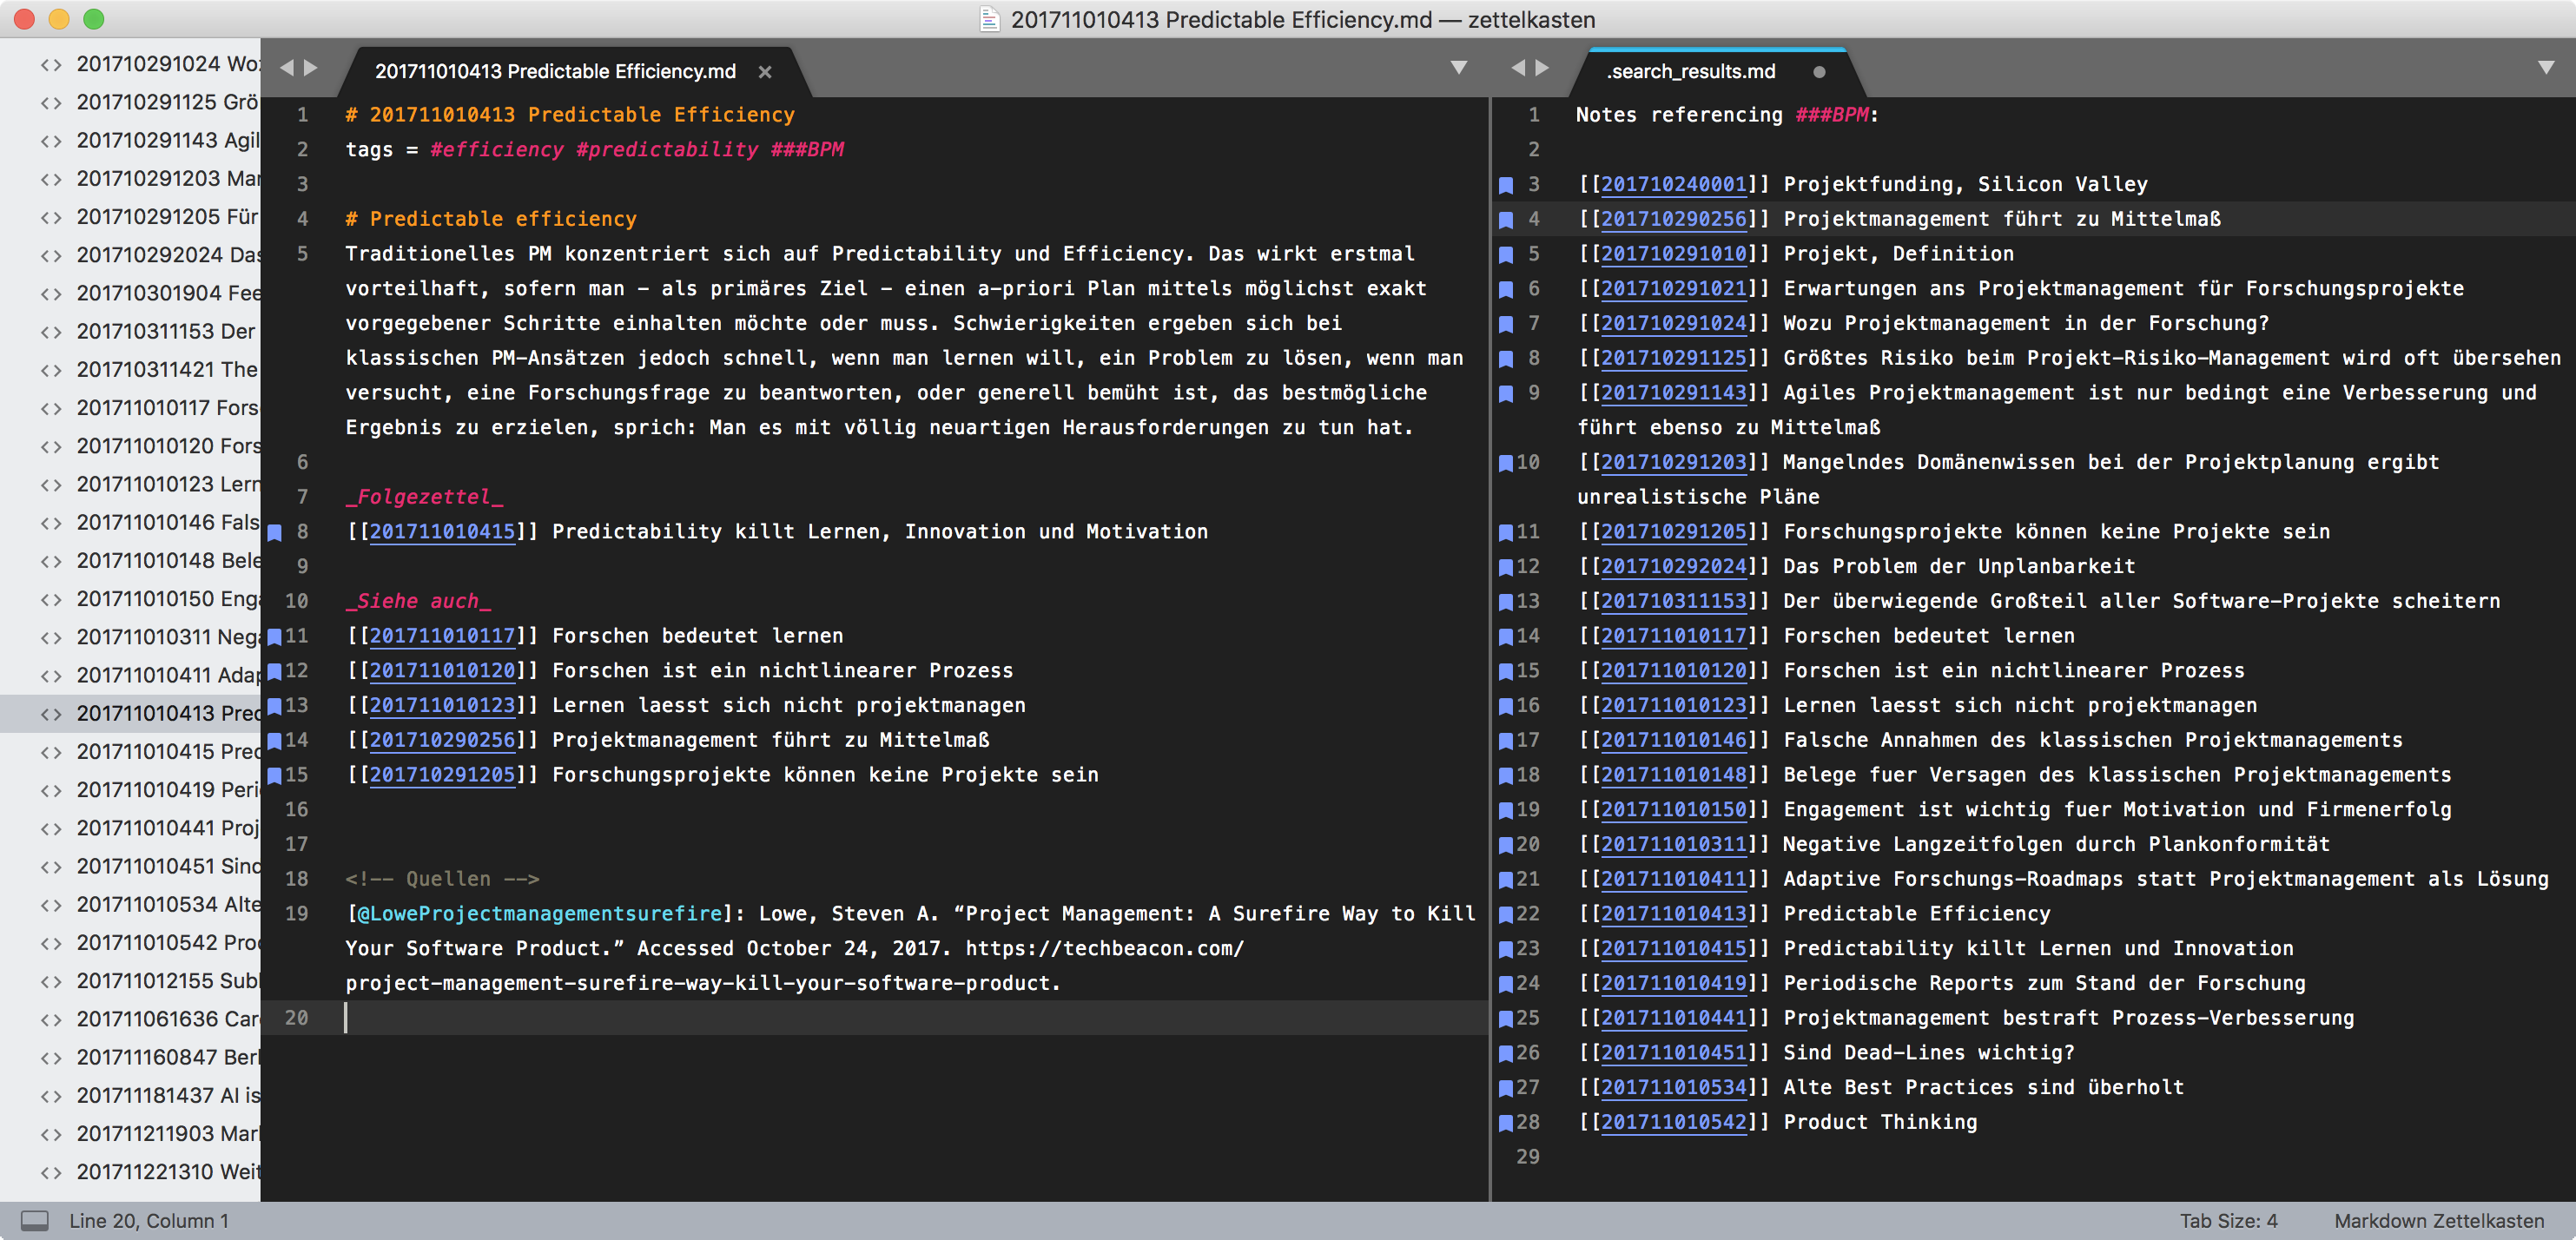 201711010413 Predictable Efficiency.md — zettelkasten
201710291024 Woz
201710291125 Grö
201710291143 Agil
201710291203 Mar
201710291205 Für
201710292024 Das
201710301904 Fee
201710311153 Der
201710311421 The
201711010117 Fors
201711010120 Fors
201711010123 Lern
201711010146 Fals
201711010148 Bele
201711010150 Enga
201711010311 Nega
201711010411 Adap
201711010413 Pred
201711010415 Pred
201711010419 Peri
201711010441 Proj
201711010451 Sind
201711010534 Alte
201711010542 Prod
201711012155 Subl
201711061636 Car
201711160847 Berl
201711181437 AI is
201711211903 Marl
201711221310 Weit
201711010413 Predictable Efficiency.md ×
1 # 201711010413 Predictable Efficiency
2 tags = #efficiency #predictability ###BPM
3
4 # Predictable efficiency
5 Traditionelles PM konzentriert sich auf Predictability und Efficiency. Das wirkt erstmal
vorteilhaft, sofern man – als primäres Ziel – einen a-priori Plan mittels möglichst exakt
vorgegebener Schritte einhalten möchte oder muss. Schwierigkeiten ergeben sich bei
klassischen PM-Ansätzen jedoch schnell, wenn man lernen will, ein Problem zu lösen, wenn man
versucht, eine Forschungsfrage zu beantworten, oder generell bemüht ist, das bestmögliche
Ergebnis zu erzielen, sprich: Man es mit völlig neuartigen Herausforderungen zu tun hat.
6
7 _Folgezettel_
8 [[201711010415]] Predictability killt Lernen, Innovation und Motivation
9
10 _Siehe auch_
11 [[201711010117]] Forschen bedeutet lernen
12 [[201711010120]] Forschen ist ein nichtlinearer Prozess
13 [[201711010123]] Lernen laesst sich nicht projektmanagen
14 [[201710290256]] Projektmanagement führt zu Mittelmaß
15 [[201710291205]] Forschungsprojekte können keine Projekte sein
16
17
18 <!-- Quellen -->
19 [@LoweProjectmanagementsurefire]: Lowe, Steven A. “Project Management: A Surefire Way to Kill
Your Software Product.” Accessed October 24, 2017. https://techbeacon.com/
project-management-surefire-way-kill-your-software-product.
20
.search_results.md
1 Notes referencing ###BPM:
2
3 [[201710240001]] Projektfunding, Silicon Valley
4 [[201710290256]] Projektmanagement führt zu Mittelmaß
5 [[201710291010]] Projekt, Definition
6 [[201710291021]] Erwartungen ans Projektmanagement für Forschungsprojekte
7 [[201710291024]] Wozu Projektmanagement in der Forschung?
8 [[201710291125]] Größtes Risiko beim Projekt-Risiko-Management wird oft übersehen
9 [[201710291143]] Agiles Projektmanagement ist nur bedingt eine Verbesserung und
führt ebenso zu Mittelmaß
10 [[201710291203]] Mangelndes Domänenwissen bei der Projektplanung ergibt
unrealistische Pläne
11 [[201710291205]] Forschungsprojekte können keine Projekte sein
12 [[201710292024]] Das Problem der Unplanbarkeit
13 [[201710311153]] Der überwiegende Großteil aller Software-Projekte scheitern
14 [[201711010117]] Forschen bedeutet lernen
15 [[201711010120]] Forschen ist ein nichtlinearer Prozess
16 [[201711010123]] Lernen laesst sich nicht projektmanagen
17 [[201711010146]] Falsche Annahmen des klassischen Projektmanagements
18 [[201711010148]] Belege fuer Versagen des klassischen Projektmanagements
19 [[201711010150]] Engagement ist wichtig fuer Motivation und Firmenerfolg
20 [[201711010311]] Negative Langzeitfolgen durch Plankonformität
21 [[201711010411]] Adaptive Forschungs-Roadmaps statt Projektmanagement als Lösung
22 [[201711010413]] Predictable Efficiency
23 [[201711010415]] Predictability killt Lernen und Innovation
24 [[201711010419]] Periodische Reports zum Stand der Forschung
25 [[201711010441]] Projektmanagement bestraft Prozess-Verbesserung
26 [[201711010451]] Sind Dead-Lines wichtig?
27 [[201711010534]] Alte Best Practices sind überholt
28 [[201711010542]] Product Thinking
29
Line 20, Column 1
Tab Size: 4
Markdown Zettelkasten